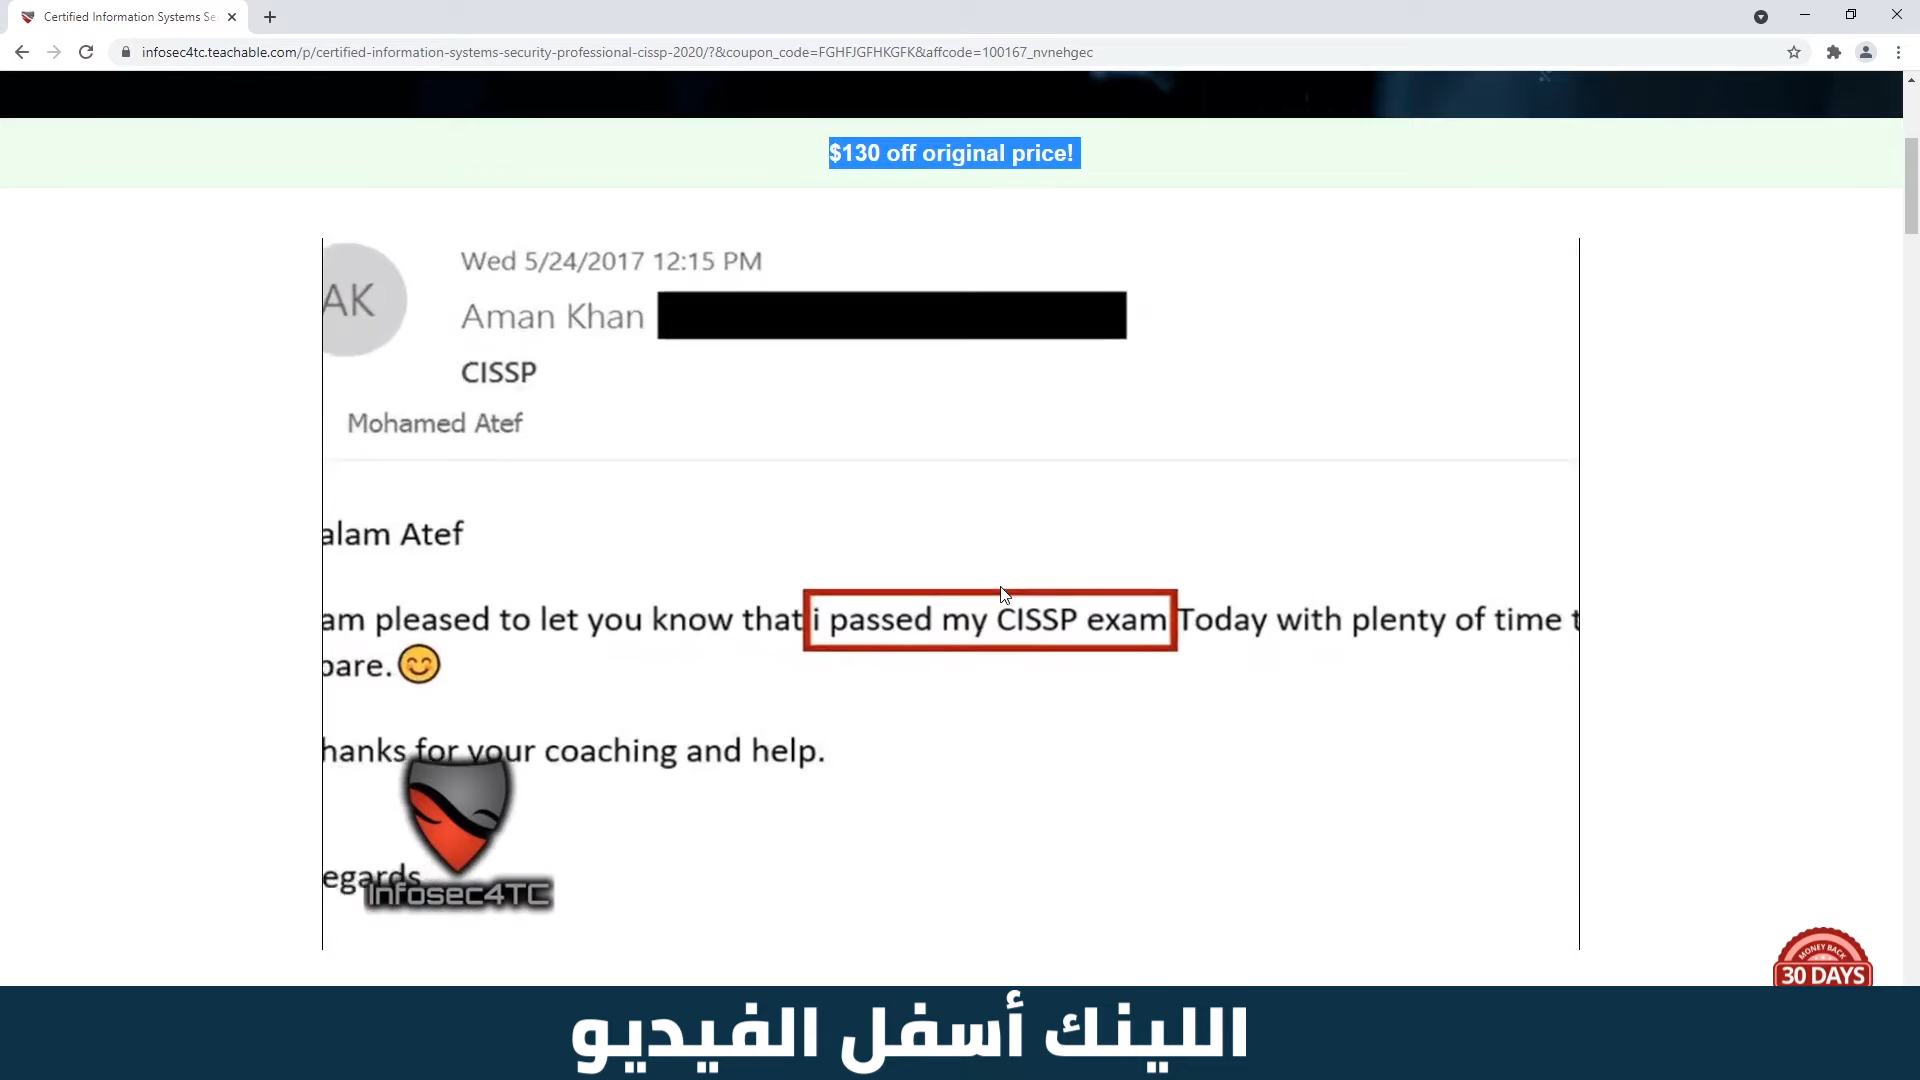 Certified Information Systems Se
infosec4tc.teachable.com/p/certified-information-systems-security-professional-cissp-2020/?&coupon_code=FGHFJGFHKGFK&affcode=100167_nvnehgec
$130 off original price!
Wed 5/24/2017 12:15 PM
AK
Aman Khan
CISSP
Mohamed Atef
alam Atef
am pleased to let you know that i passed my CISSP exam Today with plenty of time t
pare.
hanks for your coaching and help.
egards
Infosec4TC
MONEY BACK
30 DAYS
اللينك أسفل الفيديو